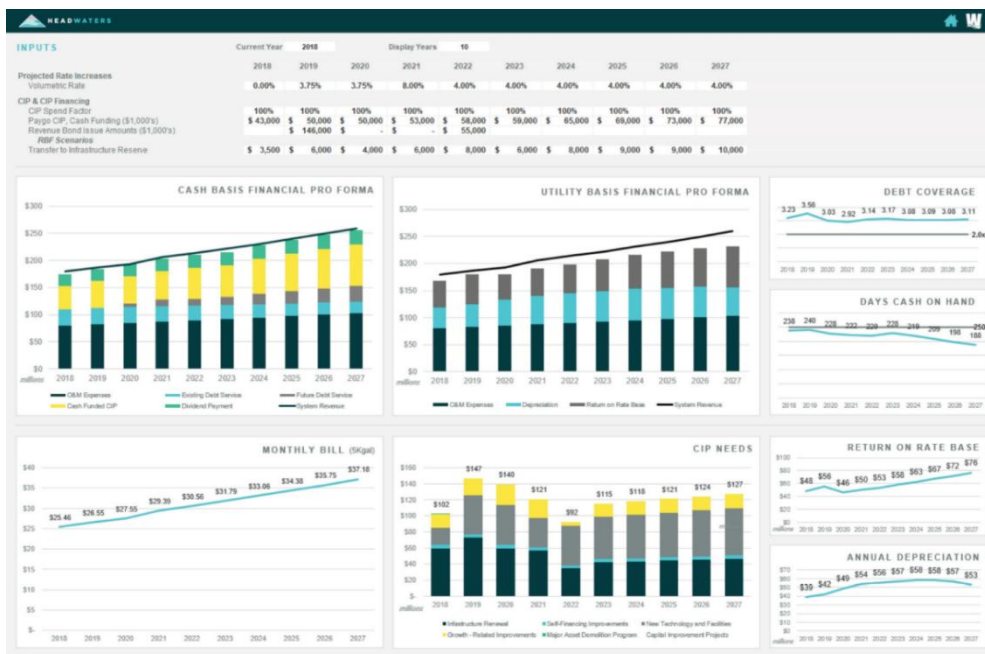 HEADWATERS
INPUTS
Current Year 2018 Display Years 10
2018 2019 2020 2021 2022 2023 2024 2025 2026 2027
Projected Rate Increases
Volumetric Rate 0.00% 3.75% 3.75% 8.00% 4.00% 4.00% 4.00% 4.00% 4.00% 4.00%
CIP & CIP Financing
CIP Spend Factor 100% 100% 100% 100% 100% 100% 100% 100% 100% 100%
Paygo CIP, Cash Funding ($1,000's) $ 43,000 $ 50,000 $ 50,000 $ 53,000 $ 58,000 $ 59,000 $ 65,000 $ 69,000 $ 73,000 $ 77,000
Revenue Bond Issue Amounts ($1,000's) $ 146,000 $ - $ - $ 55,000
RBF Scenarios
Transfer to Infrastructure Reserve $ 3,500 $ 6,000 $ 4,000 $ 6,000 $ 8,000 $ 6,000 $ 8,000 $ 9,000 $ 9,000 $ 10,000
CASH BASIS FINANCIAL PRO FORMA
$300
$250
$200
$150
$100
$50
$0
millions
2018 2019 2020 2021 2022 2023 2024 2025 2026 2027
O&M Expenses Existing Debt Service Future Debt Service
Cash Funded CIP Dividend Payment System Revenue
UTILITY BASIS FINANCIAL PRO FORMA
$300
$250
$200
$150
$100
$50
$0
millions
2018 2019 2020 2021 2022 2023 2024 2025 2026 2027
O&M Expenses Depreciation Return on Rate Base System Revenue
DEBT COVERAGE
3.23 3.56 3.03 2.92 3.14 3.17 3.08 3.09 3.08 3.11
2.0x
2018 2019 2020 2021 2022 2023 2024 2025 2026 2027
DAYS CASH ON HAND
238 240 228 222 220 228 219 209 198 188
250
2018 2019 2020 2021 2022 2023 2024 2025 2026 2027
MONTHLY BILL (5Kgal)
$40
$35
$30
$25
$20
$15
$10
$5
$-
$25.46 $26.55 $27.55 $29.39 $30.56 $31.79 $33.06 $34.38 $35.75 $37.18
2018 2019 2020 2021 2022 2023 2024 2025 2026 2027
CIP NEEDS
$160
$140
$120
$100
$80
$60
$40
$20
$-
millions
$102 $147 $140 $121 $92 $115 $118 $121 $124 $127
2018 2019 2020 2021 2022 2023 2024 2025 2026 2027
Infrastructure Renewal Self-Financing Improvements New Technology and Facilities
Growth - Related Improvements Major Asset Demolition Program Capital Improvement Projects
RETURN ON RATE BASE
$100
$80
$60
$40
$20
$0
millions
$48 $56 $46 $50 $53 $58 $63 $67 $72 $76
2018 2019 2020 2021 2022 2023 2024 2025 2026 2027
ANNUAL DEPRECIATION
$70
$60
$50
$40
$30
$20
$10
$0
millions
$39 $42 $49 $54 $56 $57 $58 $58 $57 $53
2018 2019 2020 2021 2022 2023 2024 2025 2026 2027